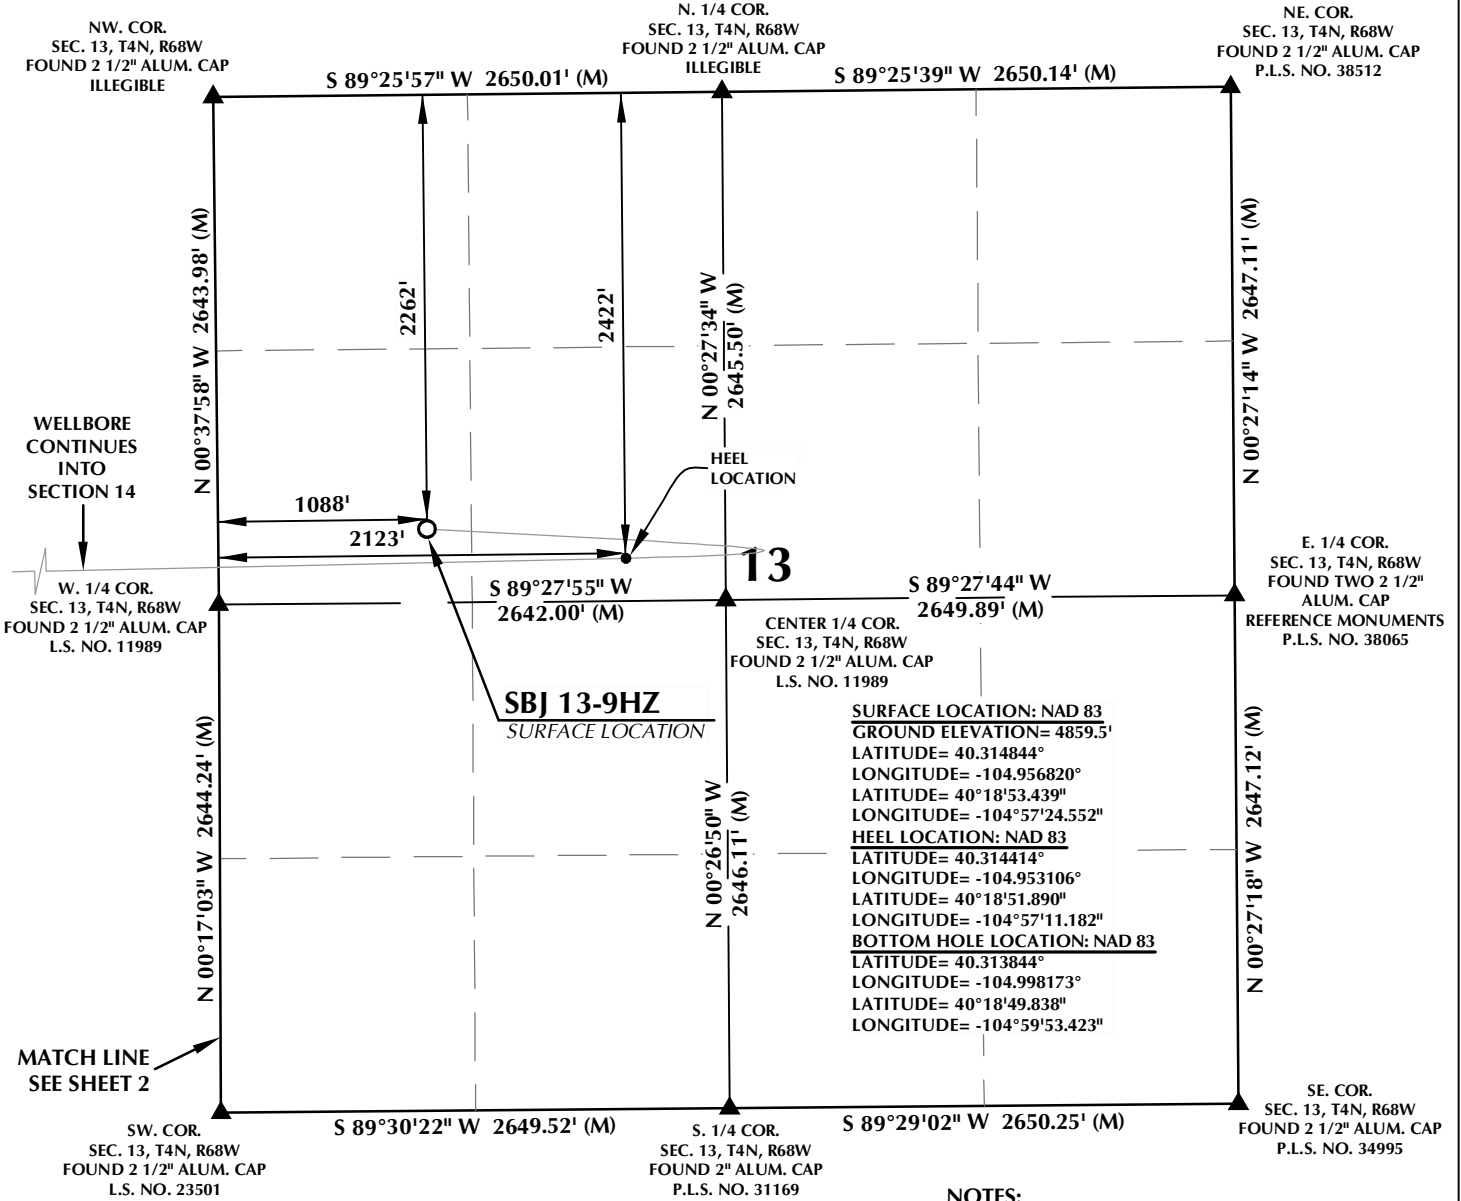 NW. COR.
SEC. 13, T4N, R68W
FOUND 2 1/2" ALUM. CAP
ILLEGIBLE
N. 1/4 COR.
SEC. 13, T4N, R68W
FOUND 2 1/2" ALUM. CAP
ILLEGIBLE
NE. COR.
SEC. 13, T4N, R68W
FOUND 2 1/2" ALUM. CAP
P.L.S. NO. 38512
S 89°25'57" W 2650.01' (M)
S 89°25'39" W 2650.14' (M)
N 00°37'58" W 2643.98' (M)
2262'
2422'
N 00°27'34" W
2645.50' (M)
N 00°27'14" W 2647.11' (M)
WELLBORE
CONTINUES
INTO
SECTION 14
HEEL
LOCATION
1088'
2123'
13
W. 1/4 COR.
SEC. 13, T4N, R68W
FOUND 2 1/2" ALUM. CAP
L.S. NO. 11989
S 89°27'55" W
2642.00' (M)
S 89°27'44" W
2649.89' (M)
E. 1/4 COR.
SEC. 13, T4N, R68W
FOUND TWO 2 1/2"
ALUM. CAP
REFERENCE MONUMENTS
P.L.S. NO. 38065
CENTER 1/4 COR.
SEC. 13, T4N, R68W
FOUND 2 1/2" ALUM. CAP
L.S. NO. 11989
SBJ 13-9HZ
SURFACE LOCATION
SURFACE LOCATION: NAD 83
GROUND ELEVATION= 4859.5'
LATITUDE= 40.314844°
LONGITUDE= -104.956820°
LATITUDE= 40°18'53.439"
LONGITUDE= -104°57'24.552"
HEEL LOCATION: NAD 83
LATITUDE= 40.314414°
LONGITUDE= -104.953106°
LATITUDE= 40°18'51.890"
LONGITUDE= -104°57'11.182"
BOTTOM HOLE LOCATION: NAD 83
LATITUDE= 40.313844°
LONGITUDE= -104.998173°
LATITUDE= 40°18'49.838"
LONGITUDE= -104°59'53.423"
N 00°17'03" W 2644.24' (M)
N 00°26'50" W
2646.11' (M)
N 00°27'18" W 2647.12' (M)
MATCH LINE
SEE SHEET 2
SW. COR.
SEC. 13, T4N, R68W
FOUND 2 1/2" ALUM. CAP
L.S. NO. 23501
S 89°30'22" W 2649.52' (M)
S. 1/4 COR.
SEC. 13, T4N, R68W
FOUND 2" ALUM. CAP
P.L.S. NO. 31169
S 89°29'02" W 2650.25' (M)
SE. COR.
SEC. 13, T4N, R68W
FOUND 2 1/2" ALUM. CAP
P.L.S. NO. 34995
NOTES: